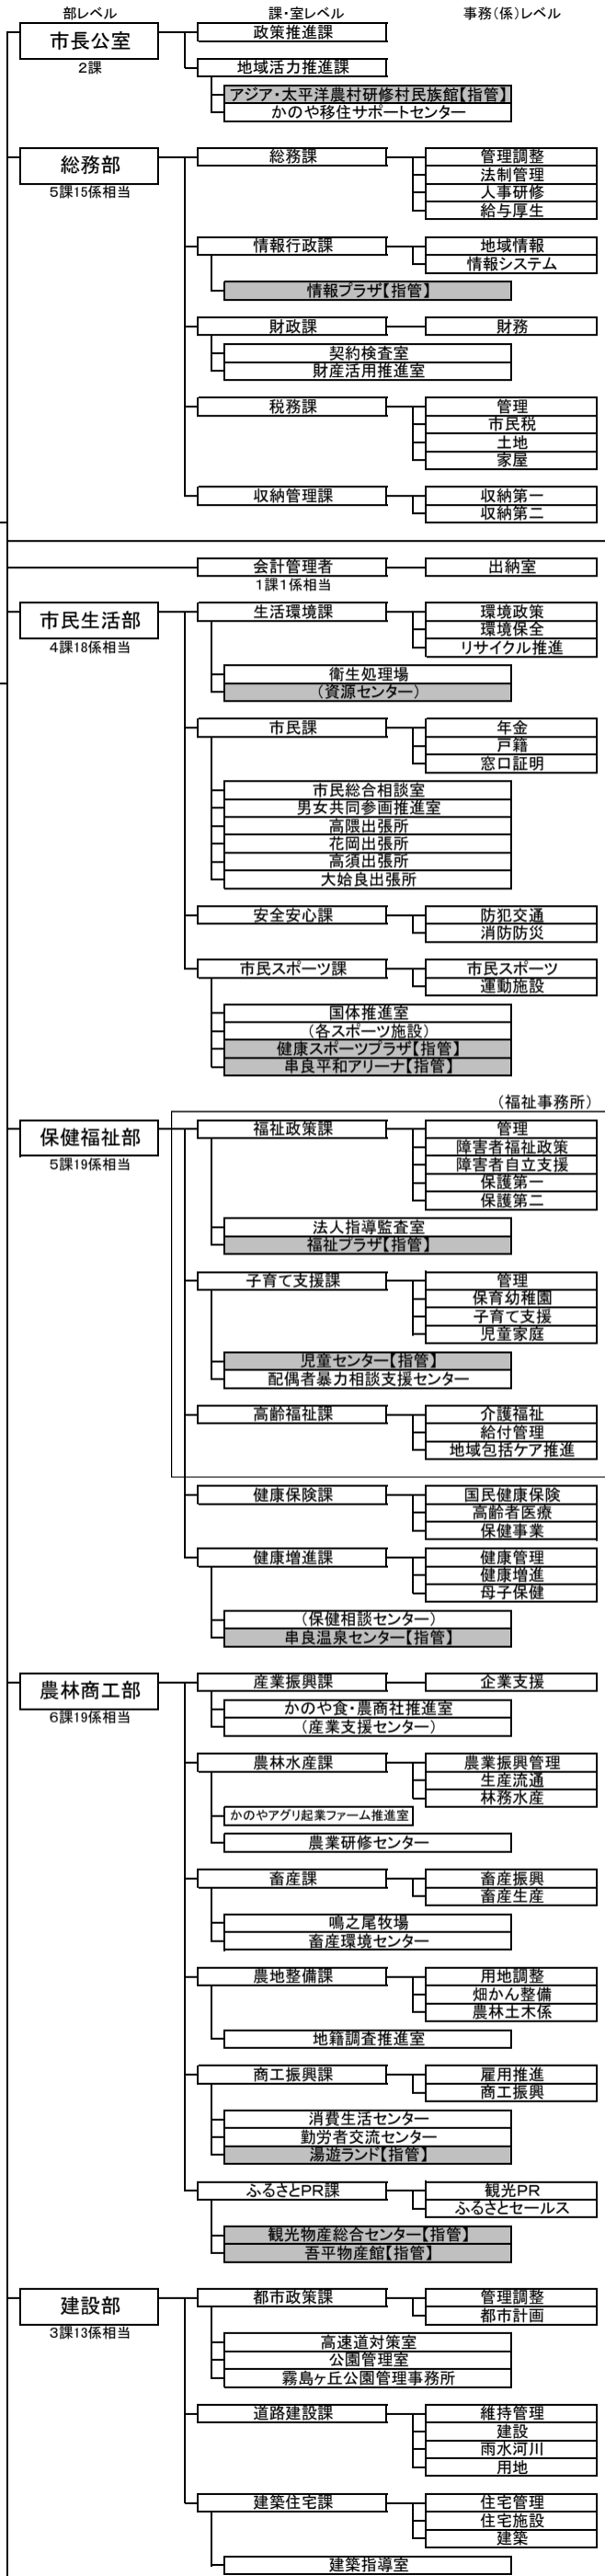 部レベル 課・室レベル 事務(係)レベル
市長公室 政策推進課
2課
地域活力推進課
アジア・太平洋農村研修村民族館【指管】
かのや移住サポートセンター
総務部 総務課 管理調整
5課15係相当 法制管理
人事研修
給与厚生
情報行政課 地域情報
情報システム
情報プラザ【指管】
財政課 財務
契約検査室
財産活用推進室
税務課 管理
市民税
土地
家屋
収納管理課 収納第一
収納第二
会計管理者 出納室
1課1係相当
市民生活部 生活環境課 環境政策
4課18係相当 環境保全
リサイクル推進
衛生処理場
(資源センター)
市民課 年金
戸籍
窓口証明
市民総合相談室
男女共同参画推進室
高隈出張所
花岡出張所
高須出張所
大姶良出張所
安全安心課 防犯交通
消防防災
市民スポーツ課 市民スポーツ
運動施設
国体推進室
(各スポーツ施設)
健康スポーツプラザ【指管】
串良平和アリーナ【指管】
(福祉事務所)
保健福祉部 福祉政策課 管理
5課19係相当 障害者福祉政策
障害者自立支援
保護第一
保護第二
法人指導監査室
福祉プラザ【指管】
子育て支援課 管理
保育幼稚園
子育て支援
児童家庭
児童センター【指管】
配偶者暴力相談支援センター
高齢福祉課 介護福祉
給付管理
地域包括ケア推進
健康保険課 国民健康保険
高齢者医療
保健事業
健康増進課 健康管理
健康増進
母子保健
(保健相談センター)
串良温泉センター【指管】
農林商工部 産業振興課 企業支援
6課19係相当
かのや食・農商社推進室
(産業支援センター)
農林水産課 農業振興管理
生産流通
林務水産
かのやアグリ起業ファーム推進室
農業研修センター
畜産課 畜産振興
畜産生産
鳴之尾牧場
畜産環境センター
農地整備課 用地調整
畑かん整備
農林土木係
地籍調査推進室
商工振興課 雇用推進
商工振興
消費生活センター
勤労者交流センター
湯遊ランド【指管】
ふるさとPR課 観光PR
ふるさとセールス
観光物産総合センター【指管】
吾平物産館【指管】
建設部 都市政策課 管理調整
3課13係相当 都市計画
高速道対策室
公園管理室
霧島ヶ丘公園管理事務所
道路建設課 維持管理
建設
雨水河川
用地
建築住宅課 住宅管理
住宅施設
建築
建築指導室